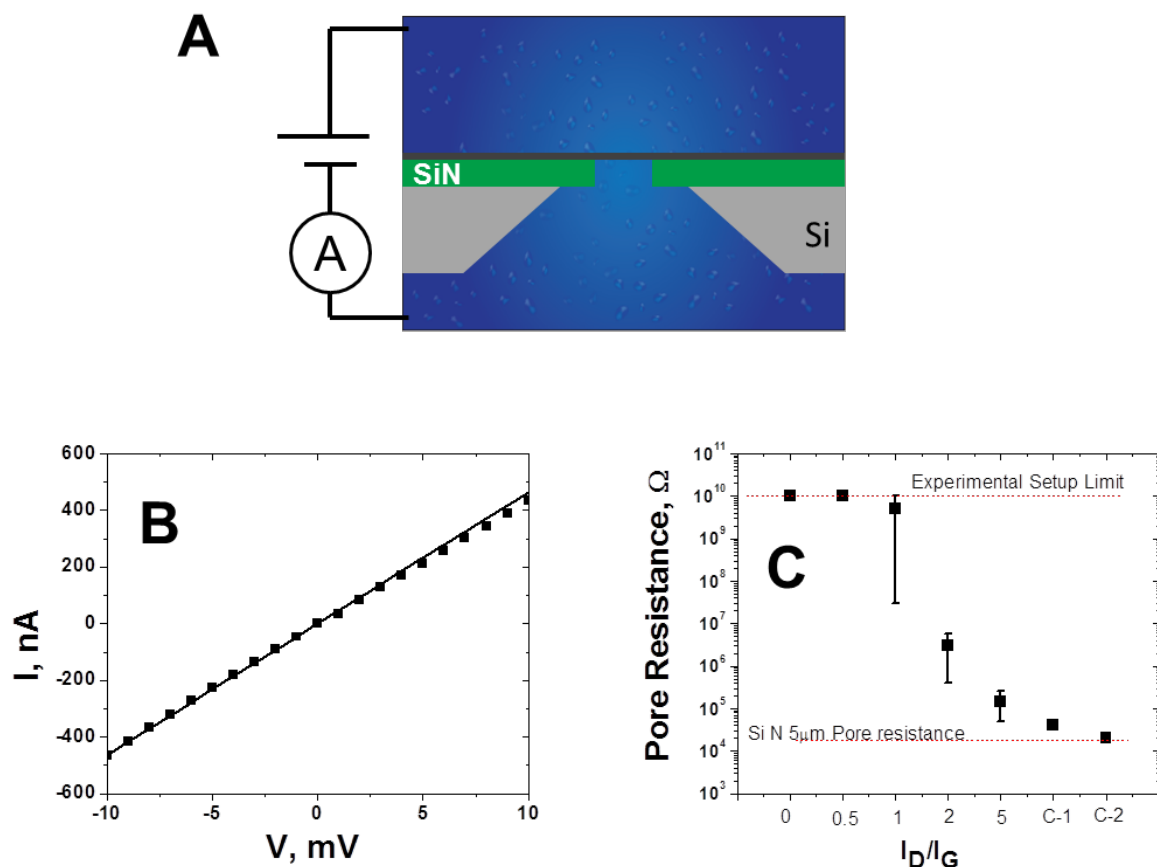 A
SiN
Si
A
B
I, nA
600
400
200
0
-200
-400
-600
-10
-5
0
5
10
V, mV
C
Pore Resistance, Ω
10¹¹
10¹⁰
10⁹
10⁸
10⁷
10⁶
10⁵
10⁴
10³
Experimental Setup Limit
Si N 5μm Pore resistance
0
0.5
1
2
5
C-1
C-2
I_D/I_G